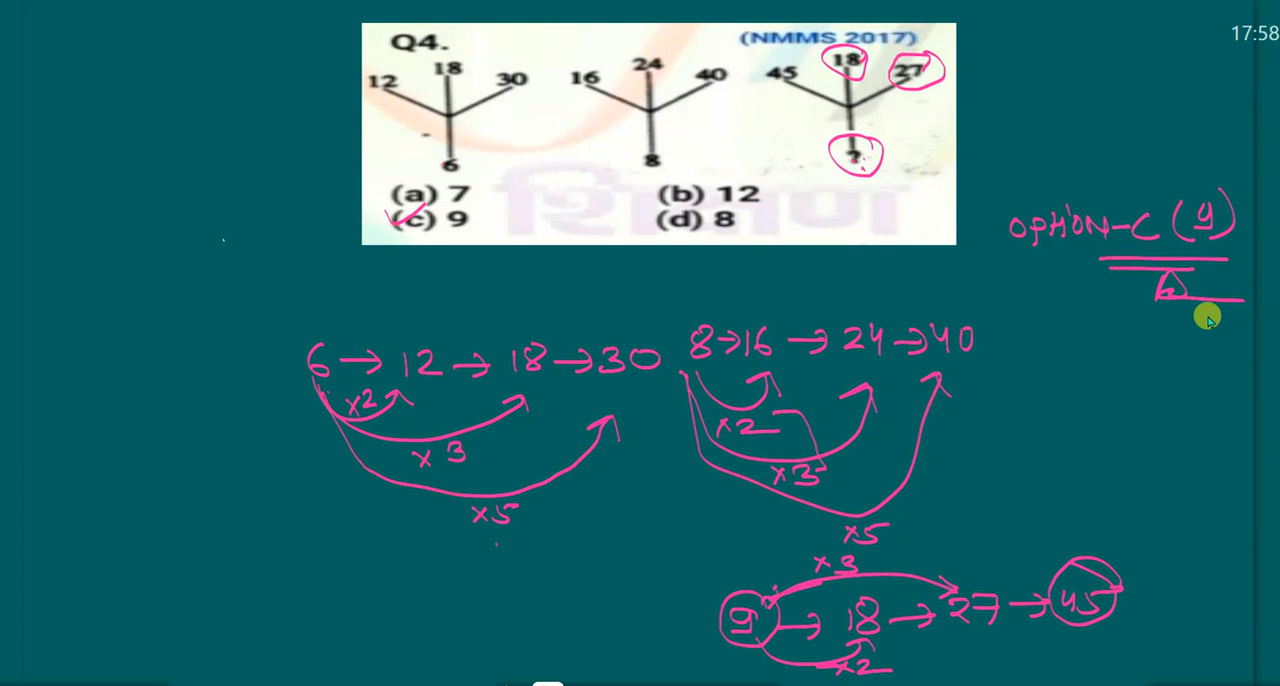 17:58
Q4.
(NMMS 2017)
12 18 30 16 24 40 45 18 27
6 8 ?
(a) 7 (b) 12
(c) 9 (d) 8
शिक्षण
OPTION-C (9)
6 → 12 → 18 → 30 8 → 16 → 24 → 40
×2 ×2
×3 ×3
×5 ×5
×3
9 → 18 → 27 → 45
×2